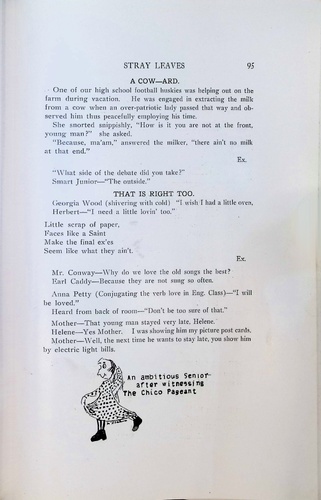 STRAY LEAVES 95
A COW—ARD.
One of our high school football huskies was helping out on the
farm during vacation. He was engaged in extracting the milk
from a cow when an over-patriotic lady passed that way and ob-
served him thus peacefully employing his time.
She snorted snippishly, "How is it you are not at the front,
young man?" she asked.
"Because, ma'am," answered the milker, "there ain't no milk
at that end."
Ex.
"What side of the debate did you take?"
Smart Junior—"The outside."
THAT IS RIGHT TOO.
Georgia Wood (shivering with cold) "I wish I had a little oven,
Herbert—"I need a little lovin' too."
Little scrap of paper,
Faces like a Saint
Make the final ex'es
Seem like what they ain't.
Ex.
Mr. Conway—Why do we love the old songs the best?
Earl Caddy—Because they are not sung so often.
Anna Petty (Conjugating the verb love in Eng. Class)—"I will
be loved."
Heard from back of room—"Don't be too sure of that."
Mother—That young man stayed very late, Helene.
Helene—Yes Mother. I was showing him my picture post cards.
Mother—Well, the next time he wants to stay late, you show him
by electric light bills.
An ambitious Senior
after witnessing
The Chico Pageant